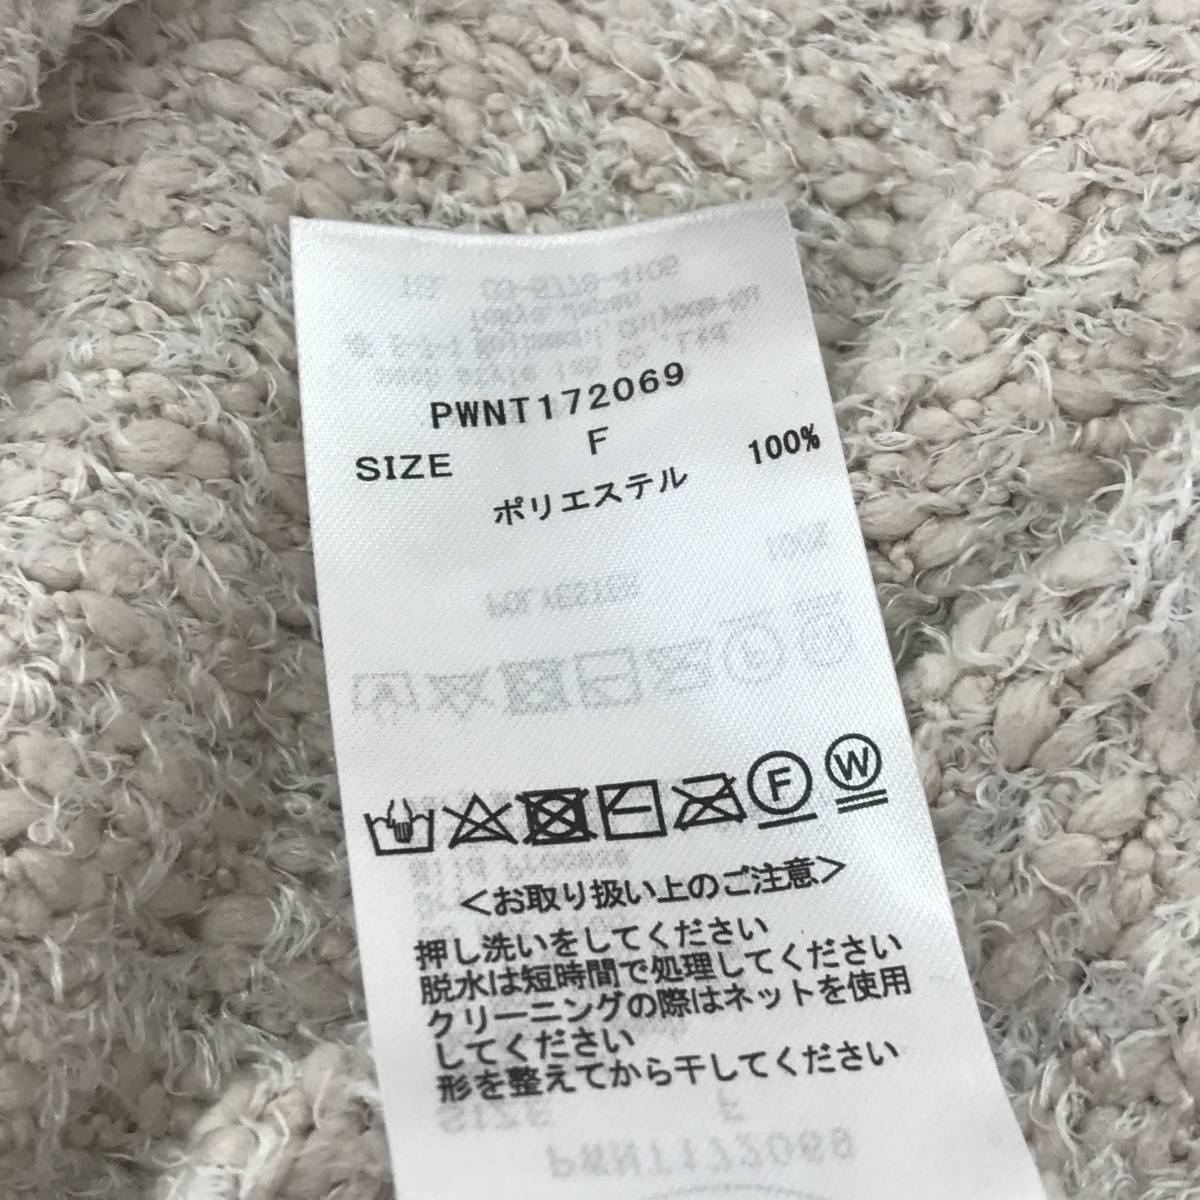 PWNT172069
SIZE F
ポリエステル 100%
F W
＜お取り扱い上のご注意＞
押し洗いをしてください
脱水は短時間で処理してください
クリーニングの際はネットを使用
してください
形を整えてから干してください